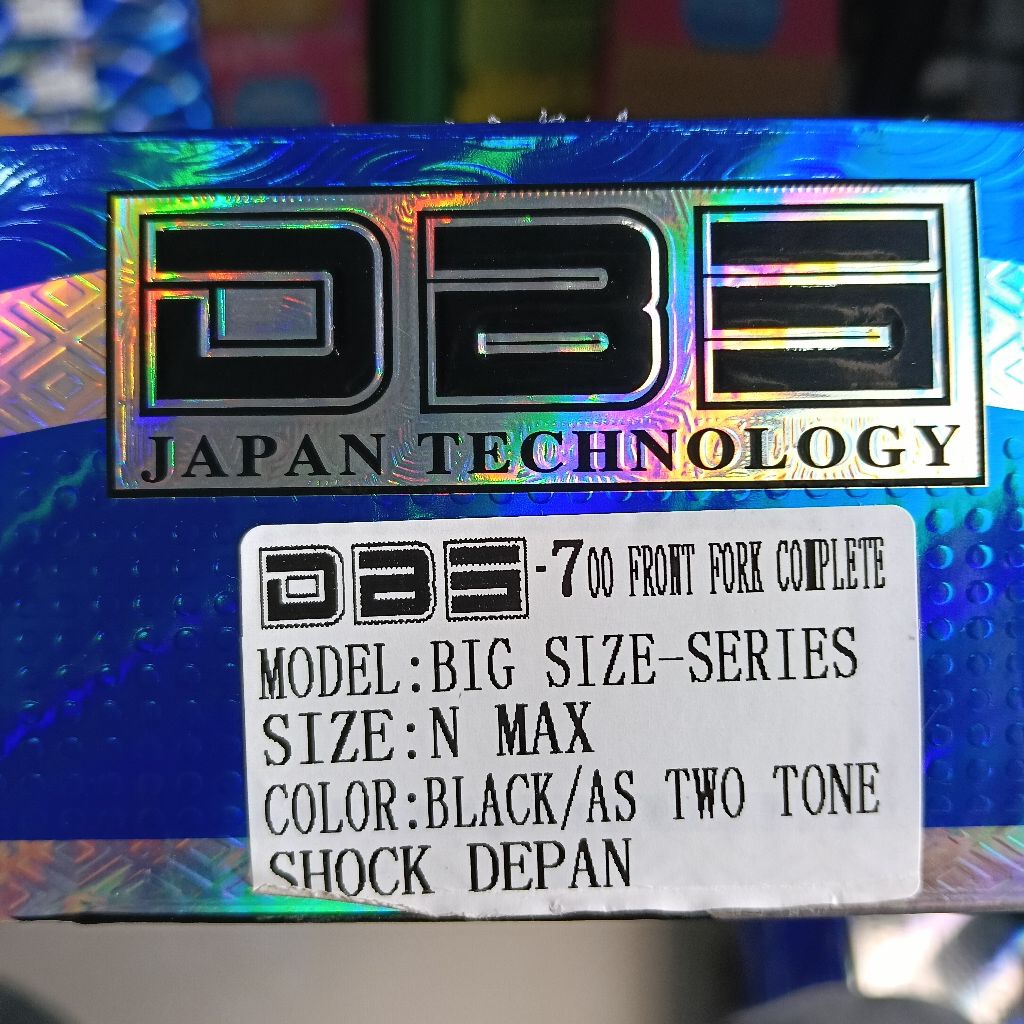 DBS
JAPAN TECHNOLOGY
DBS-700 FRONT FORK COMPLETE
MODEL:BIG SIZE-SERIES
SIZE:N MAX
COLOR:BLACK/AS TWO TONE
SHOCK DEPAN